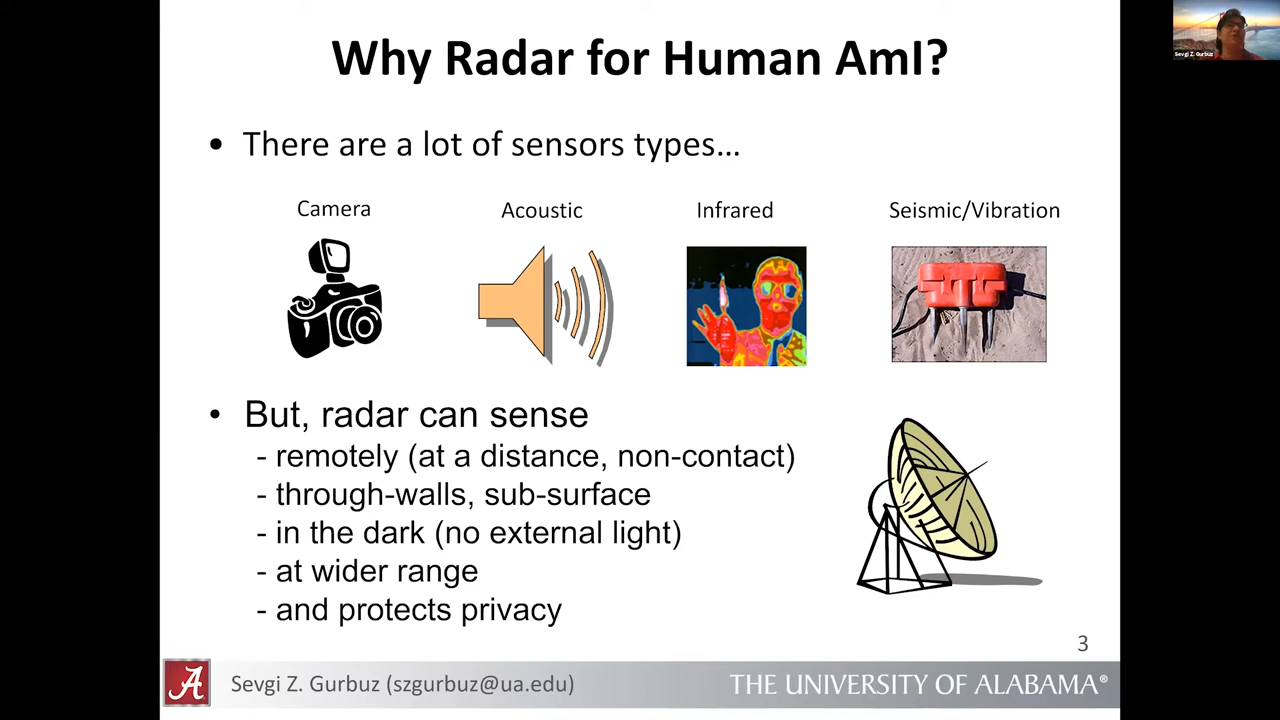 Why Radar for Human AmI?
Sevgi Z. Gurbuz
• There are a lot of sensors types…
Camera Acoustic Infrared Seismic/Vibration
• But, radar can sense
- remotely (at a distance, non-contact)
- through-walls, sub-surface
- in the dark (no external light)
- at wider range
- and protects privacy
3
A Sevgi Z. Gurbuz (szgurbuz@ua.edu) THE UNIVERSITY OF ALABAMA®